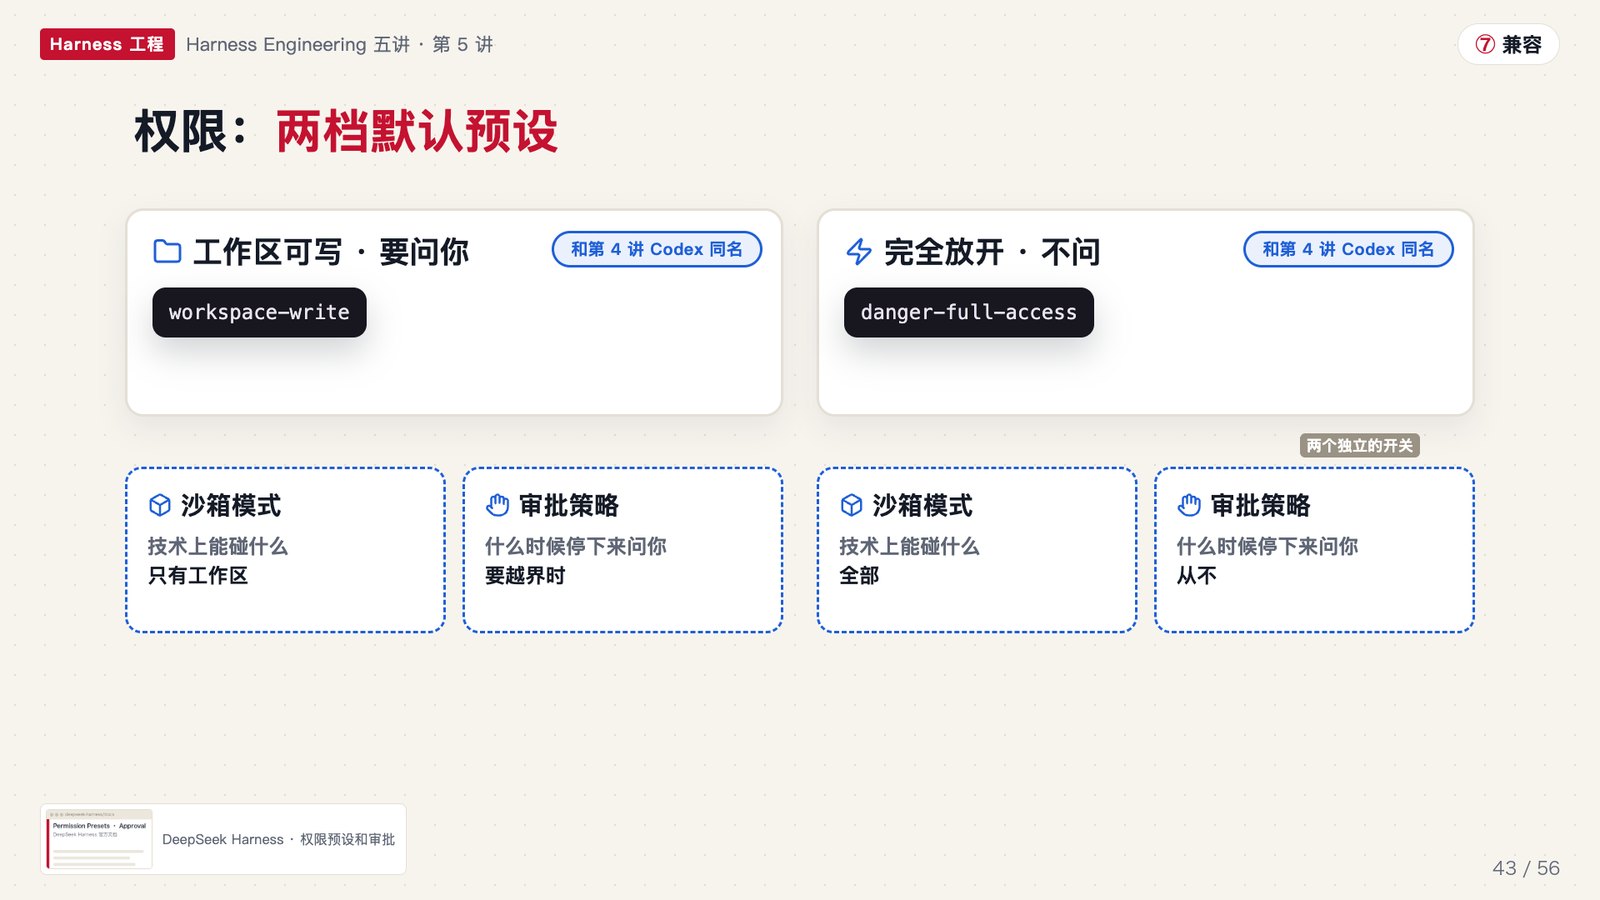 Harness 工程 Harness Engineering 五讲 · 第 5 讲
⑦ 兼容
权限：两档默认预设
工作区可写 · 要问你
和第 4 讲 Codex 同名
workspace-write
完全放开 · 不问
和第 4 讲 Codex 同名
danger-full-access
两个独立的开关
沙箱模式
技术上能碰什么
只有工作区
审批策略
什么时候停下来问你
要越界时
沙箱模式
技术上能碰什么
全部
审批策略
什么时候停下来问你
从不
Permission Presets · Approval
DeepSeek Harness 官方文档
DeepSeek Harness · 权限预设和审批
43 / 56